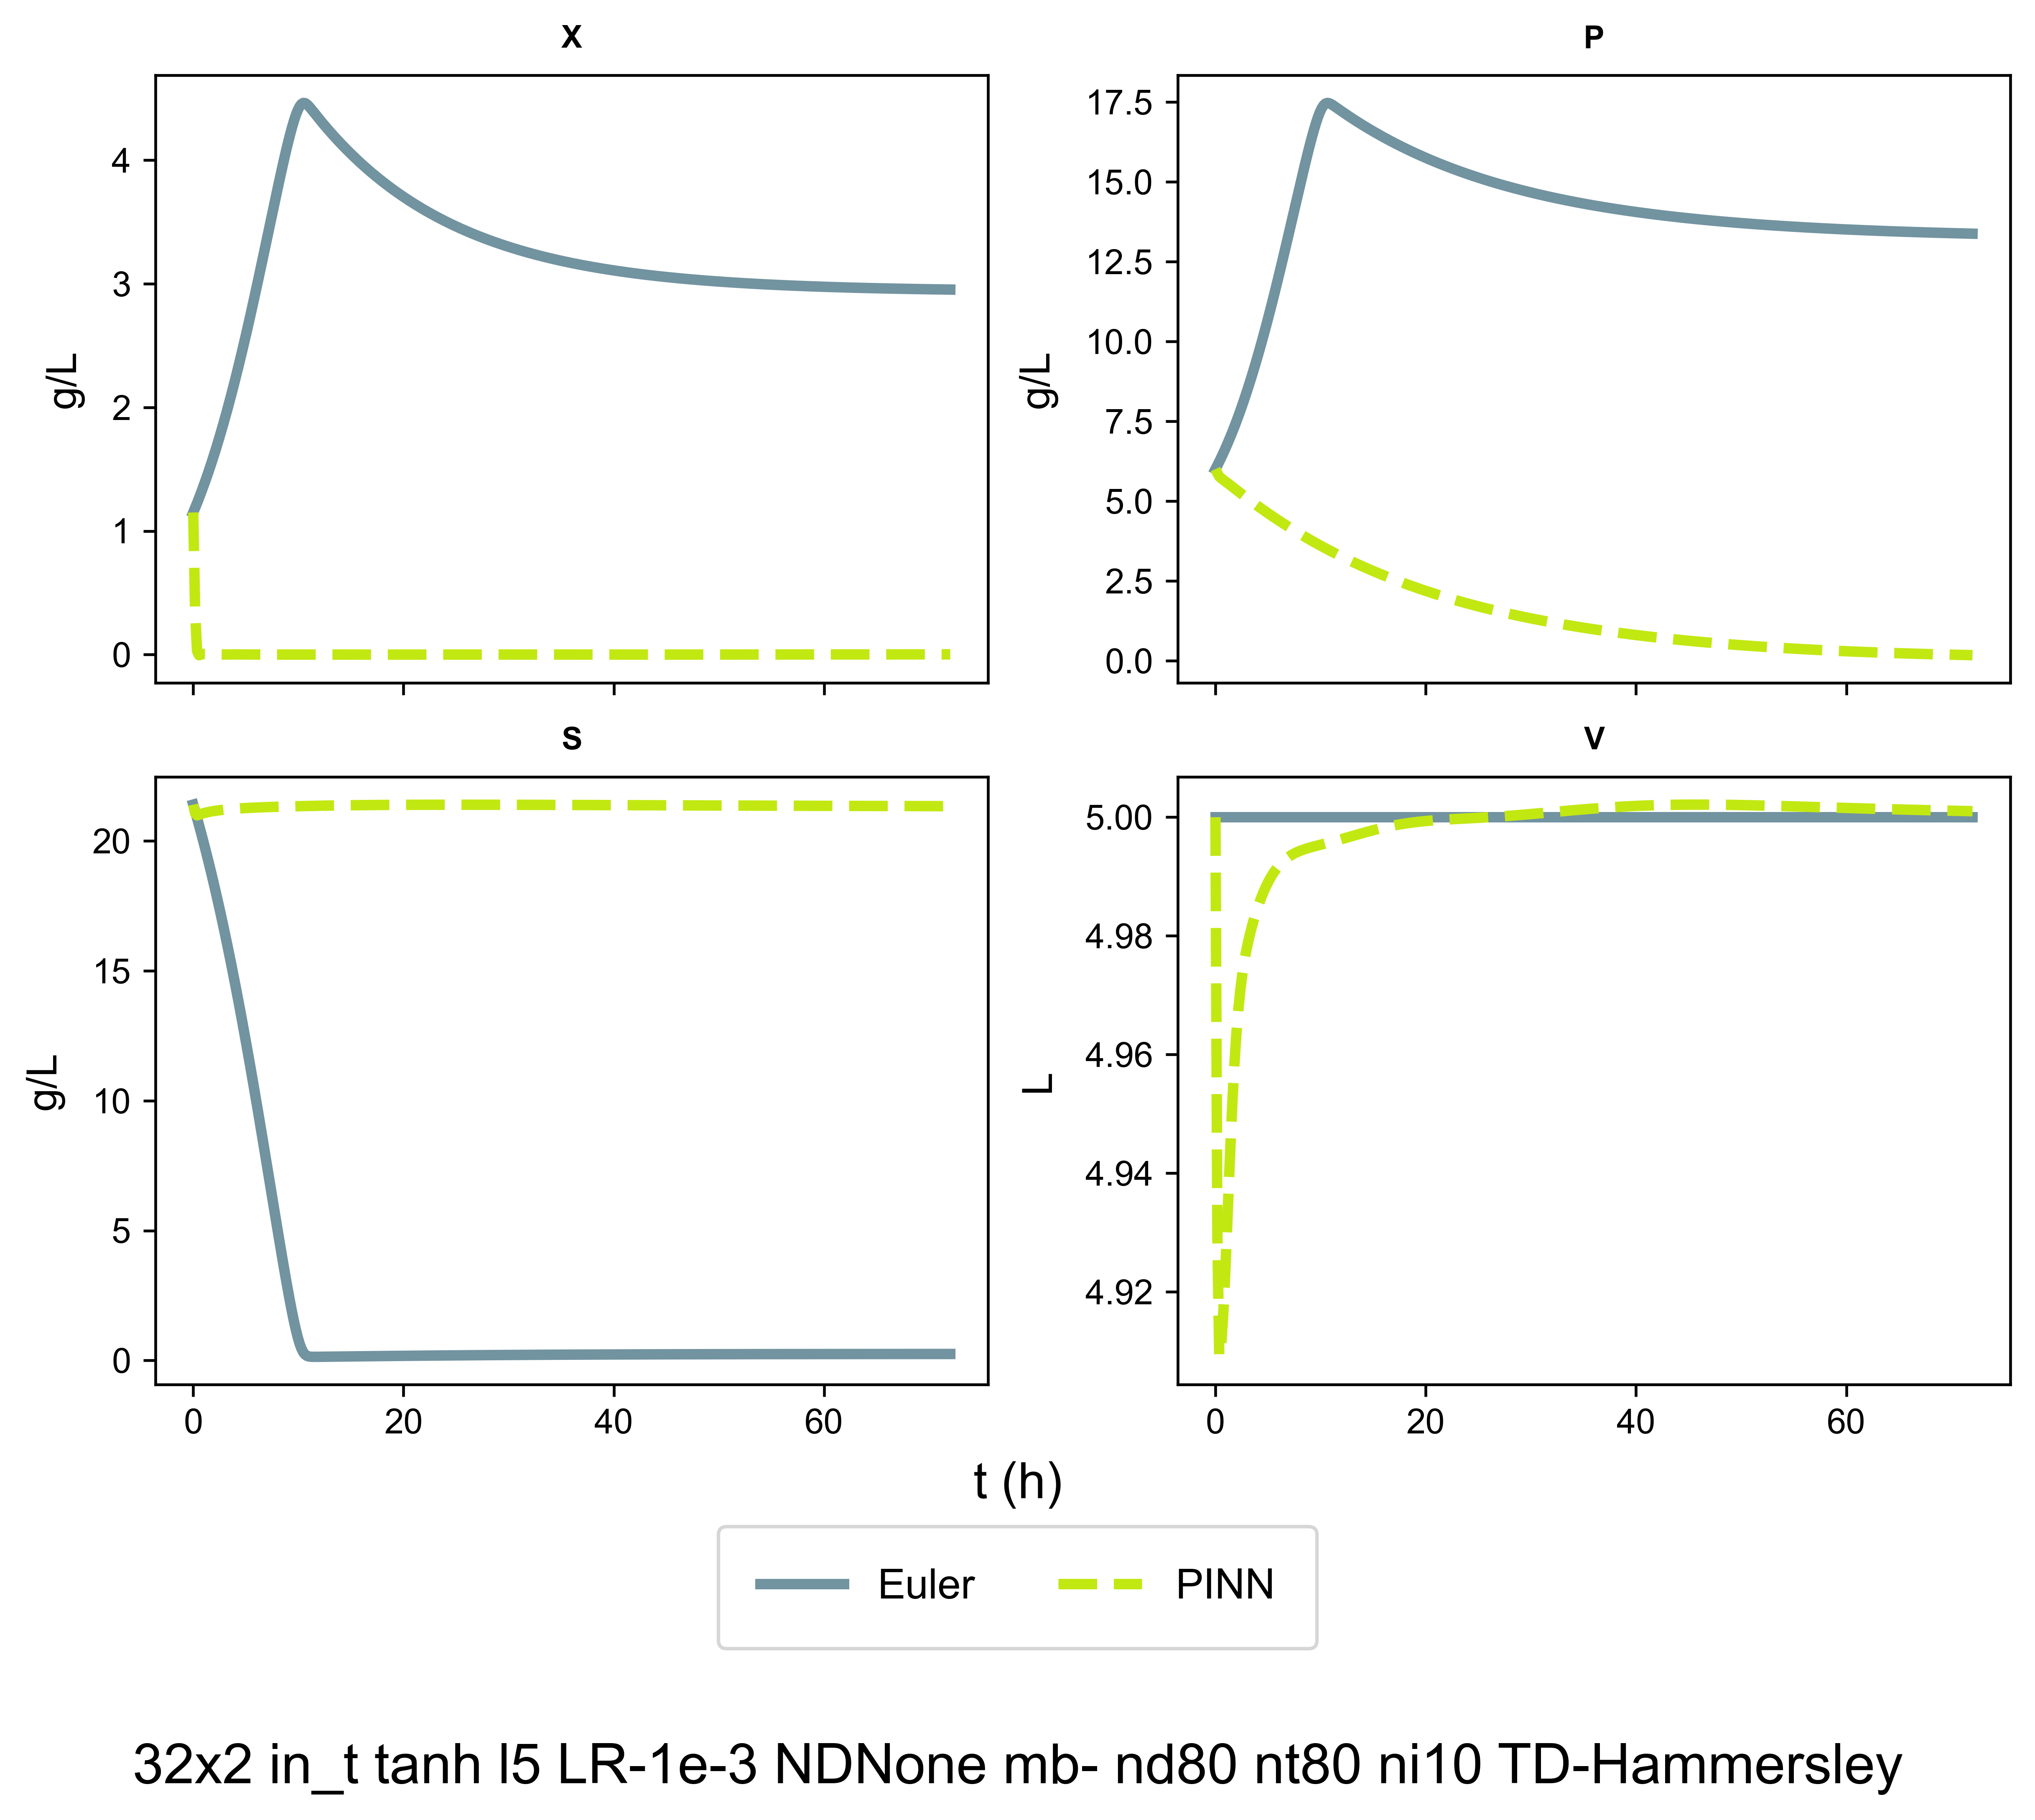 X
4
3
2
1
0
g/L
P
17.5
15.0
12.5
10.0
7.5
5.0
2.5
0.0
g/L
S
20
15
10
5
0
g/L
0 20 40 60
V
5.00
4.98
4.96
4.94
4.92
L
0 20 40 60
t (h)
Euler PINN
32x2 in_t tanh l5 LR-1e-3 NDNone mb- nd80 nt80 ni10 TD-Hammersley